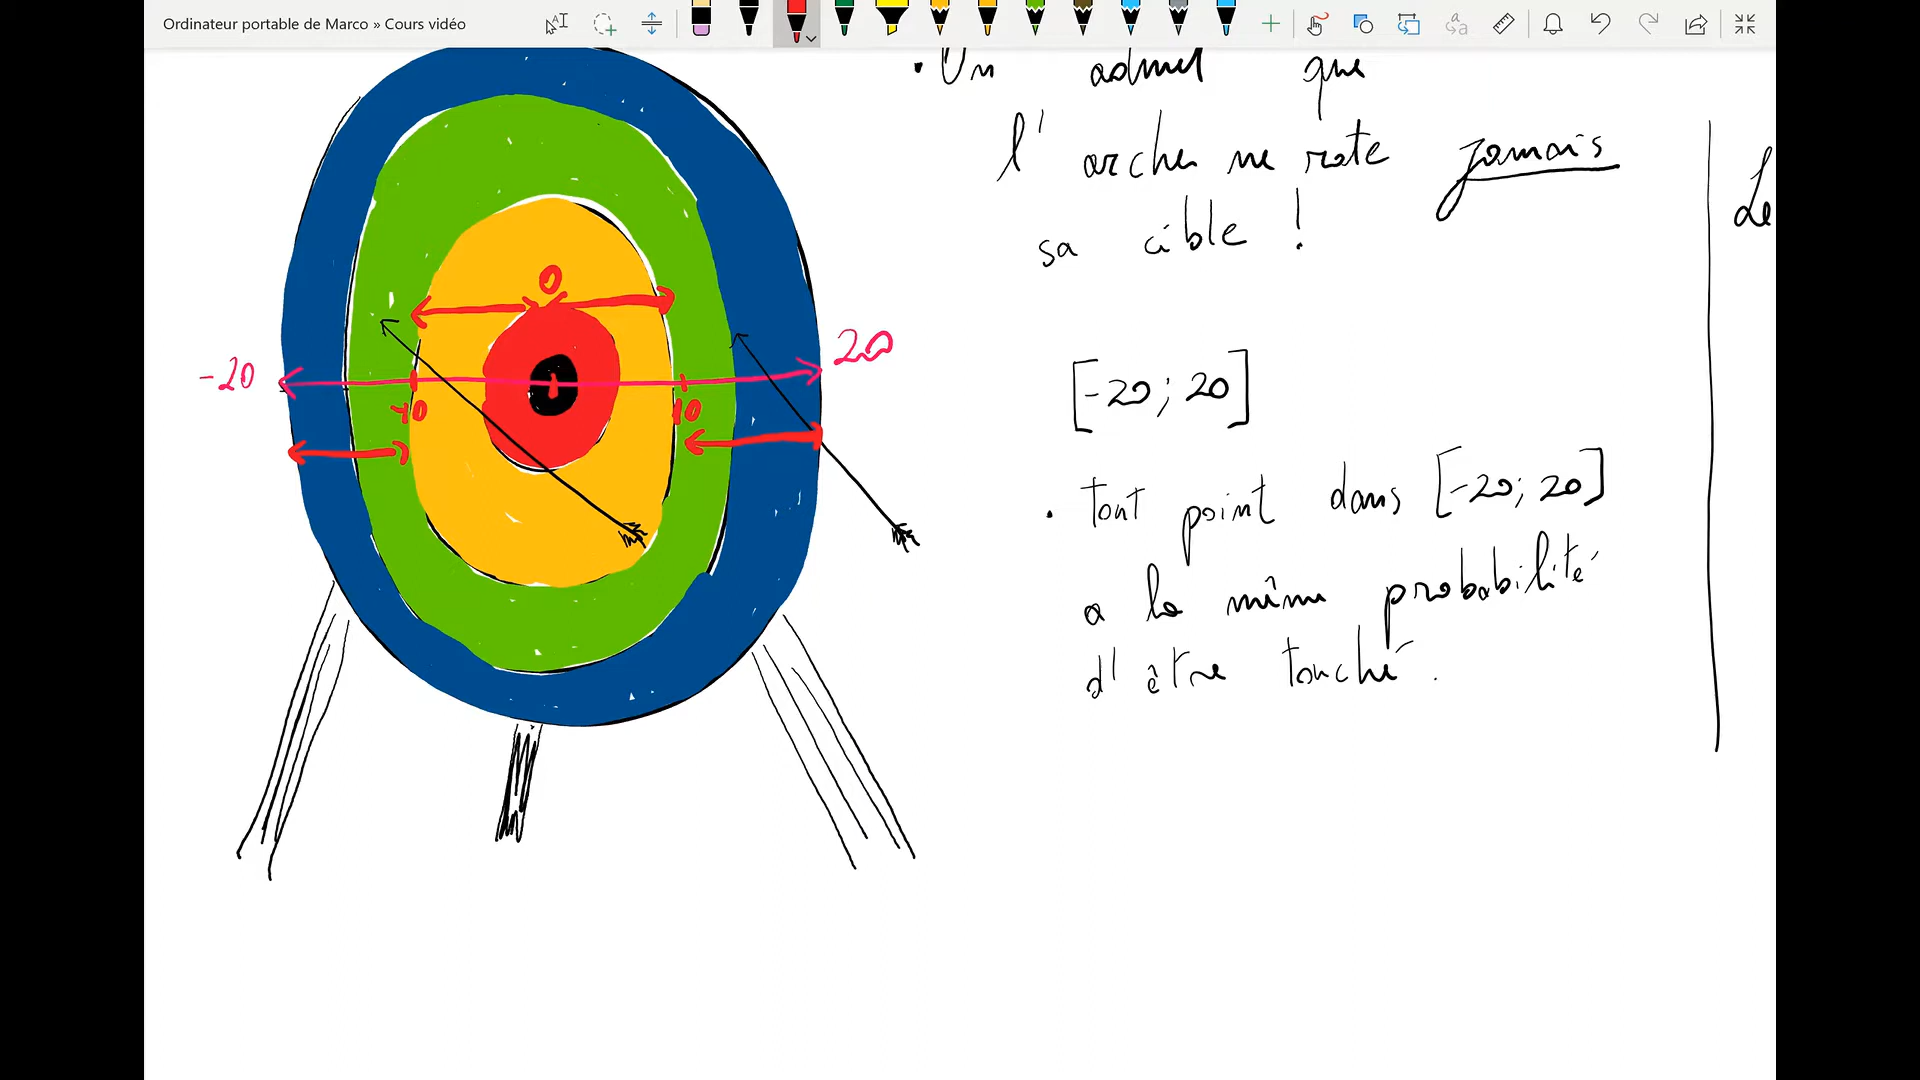 Ordinateur portable de Marco » Cours vidéo
• On admet que
l'archer ne rate jamais
sa cible !
0
-20
20
-10
10
[-20; 20]
• tout point dans [-20; 20]
a la même probabilité
d'être touché.
Le